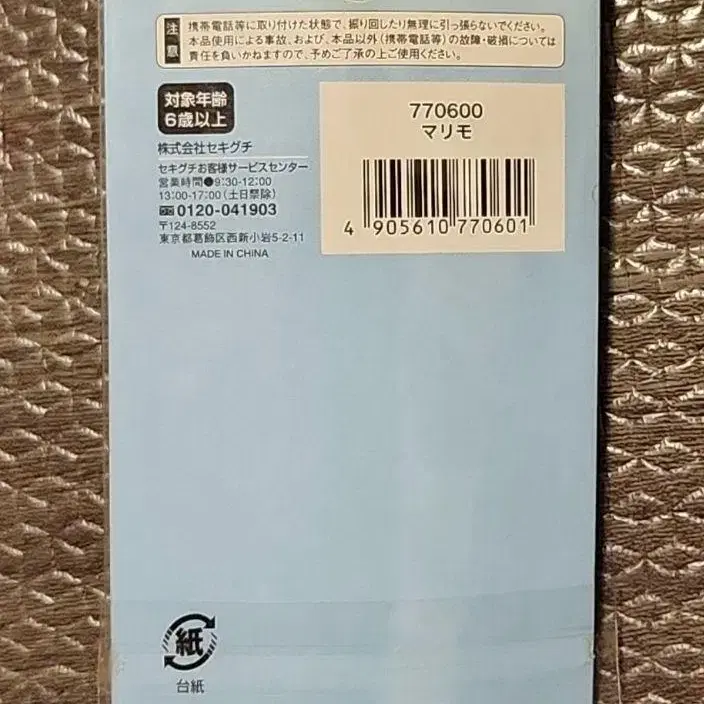 注意
携帯電話等に取り付けた状態で、振り回したり無理に引っ張らないでください。
本品使用による事故、および、本品以外(携帯電話等)の故障・破損については
責任を負いかねますので、予めご了承の上ご使用ください。
対象年齢
6歳以上
株式会社セキグチ
セキグチお客様サービスセンター
営業時間●9:30-12:00
13:00-17:00(土日祭除)
0120-041903
〒124-8552
東京都葛飾区西新小岩5-2-11
MADE IN CHINA
770600
マリモ
4 905610 770601
紙
台紙